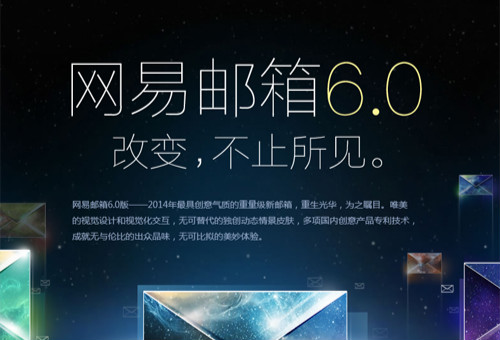 网易邮箱6.0
改变，不止所见。
网易邮箱6.0版——2014年最具创意气质的重量级新邮箱，重生光华，为之瞩目。唯美
的视觉设计和视觉化交互，无可替代的独创动态情景皮肤，多项国内创意产品专利技术，
成就无与伦比的出众品味，无可比拟的美妙体验。